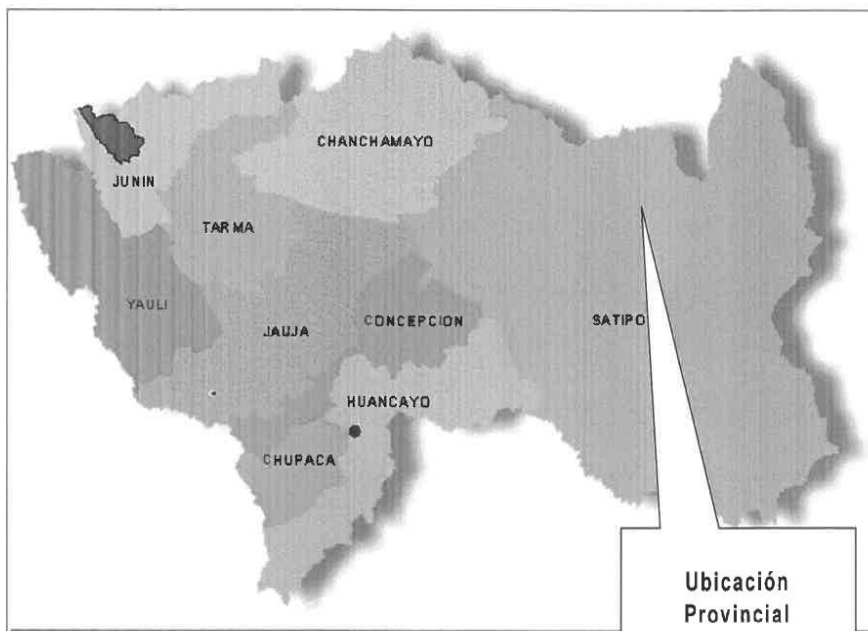 CHANCHAMAYO
JUNIN
TARMA
YAULI
JAUJA
CONCEPCION
SATIPO
HUANCAYO
CHUPACA
Ubicación
Provincial